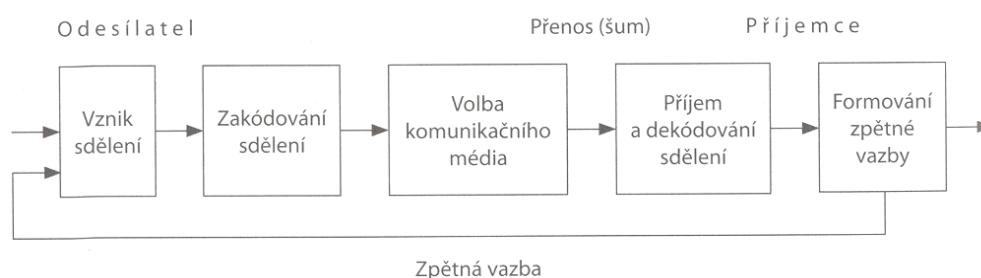 Odesílatel
Přenos (šum)
Příjemce
Vznik
sdělení
Zakódování
sdělení
Volba
komunikačního
média
Příjem
a dekódování
sdělení
Formování
zpětné
vazby
Zpětná vazba